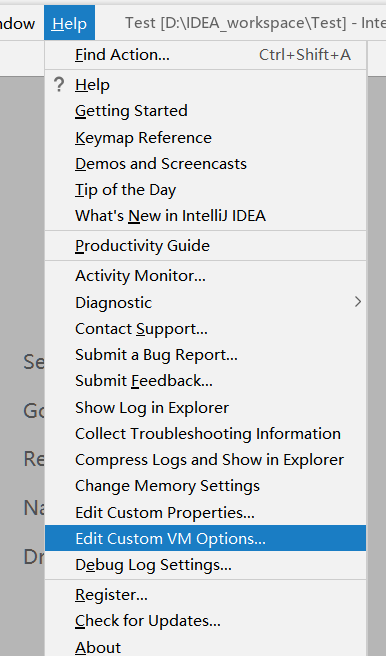 ndow Help Test [D:\IDEA_workspace\Test] - Inte
Find Action... Ctrl+Shift+A
? Help
Getting Started
Keymap Reference
Demos and Screencasts
Tip of the Day
What's New in IntelliJ IDEA
Productivity Guide
Activity Monitor...
Diagnostic
Contact Support...
Submit a Bug Report...
Se
Submit Feedback...
Show Log in Explorer
Go
Collect Troubleshooting Information
Re
Compress Logs and Show in Explorer
Change Memory Settings
Na
Edit Custom Properties...
Edit Custom VM Options...
Dr
Debug Log Settings...
Register...
Check for Updates...
About